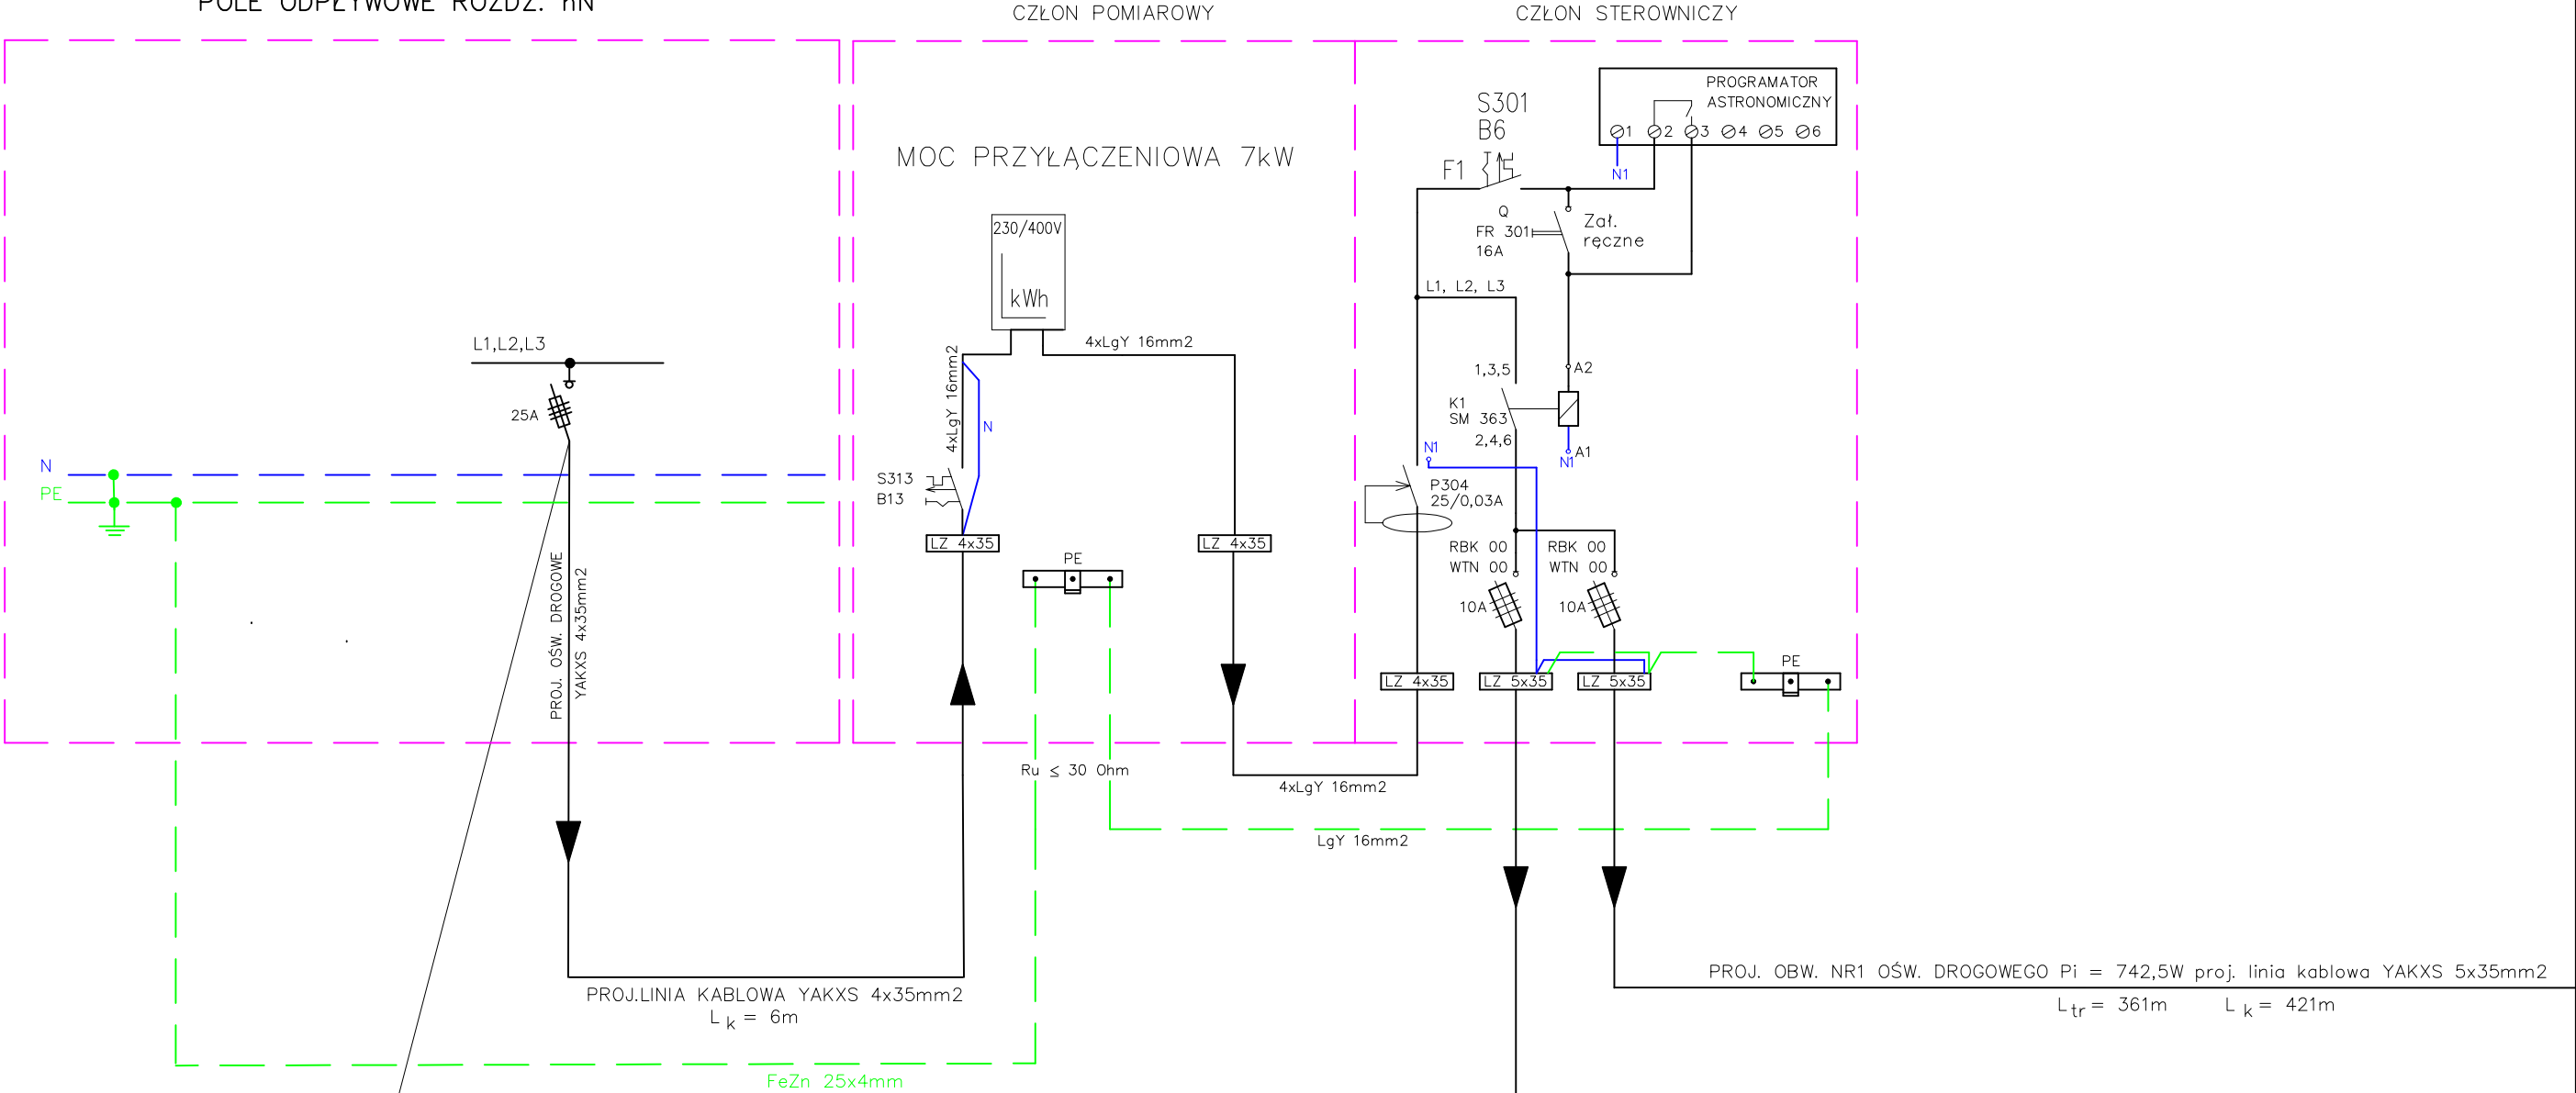 POLE ODPŁYWOWE ROZDZ. nN
CZŁON POMIAROWY
CZŁON STEROWNICZY
L1,L2,L3
25A
N
PE
PROJ. OŚW. DROGOWE
YAKXS 4x35mm2
PROJ.LINIA KABLOWA YAKXS 4x35mm2
L k = 6m
FeZn 25x4mm
MOC PRZYŁĄCZENIOWA 7kW
230/400V
kWh
4xLgY 16mm2
4xLgY 16mm2
N
S313
B13
LZ 4x35
LZ 4x35
PE
Ru ≤ 30 Ohm
4xLgY 16mm2
LgY 16mm2
PROGRAMATOR
ASTRONOMICZNY
1 2 3 4 5 6
N1
S301
B6
F1
Q
FR 301
16A
Zał.
ręczne
L1, L2, L3
1,3,5
A2
K1
SM 363
2,4,6
A1
N1
N1
P304
25/0,03A
RBK 00
WTN 00
10A
RBK 00
WTN 00
10A
LZ 4x35
LZ 5x35
LZ 5x35
PE
PROJ. OBW. NR1 OŚW. DROGOWEGO Pi = 742,5W proj. linia kablowa YAKXS 5x35mm2
L tr = 361m L k = 421m